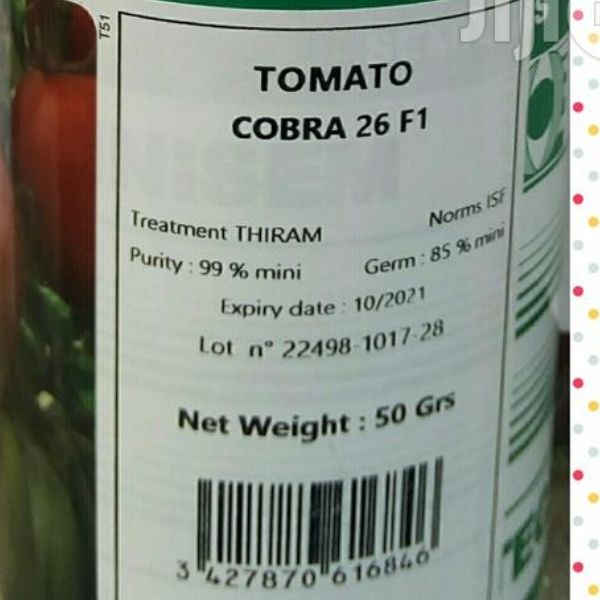 T51
Jiji
TOMATO
COBRA 26 F1
Treatment THIRAM Norms ISF
Purity : 99 % mini Germ : 85 % mini
Expiry date : 10/2021
Lot n° 22498-1017-28
Net Weight : 50 Grs
3 427870 616846